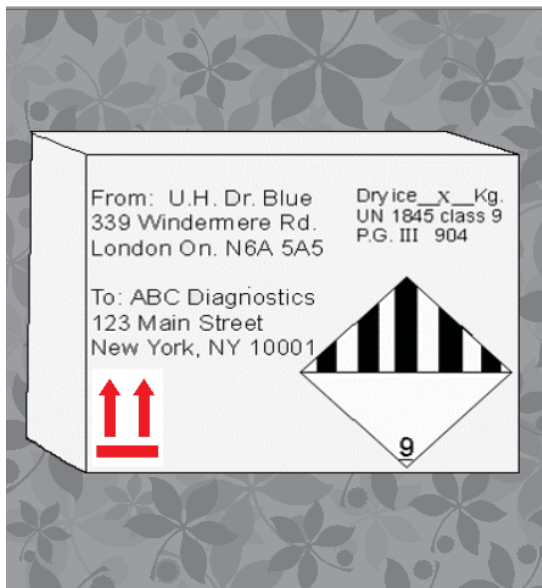 From: U.H. Dr. Blue
339 Windermere Rd.
London On. N6A 5A5
Dry ice__x__Kg.
UN 1845 class 9
P.G. III 904
To: ABC Diagnostics
123 Main Street
New York, NY 10001
9